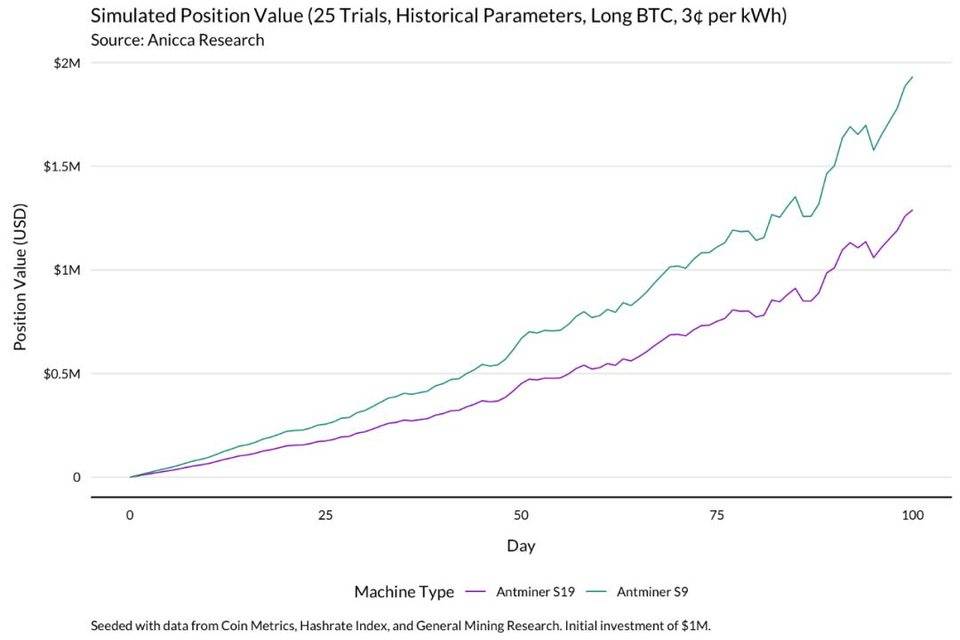 Simulated Position Value (25 Trials, Historical Parameters, Long BTC, 3¢ per kWh)
Source: Anicca Research
$2M
$1.5M
$1M
$0.5M
0
Position Value (USD)
0 25 50 75 100
Day
Machine Type Antminer S19 Antminer S9
Seeded with data from Coin Metrics, Hashrate Index, and General Mining Research. Initial investment of $1M.